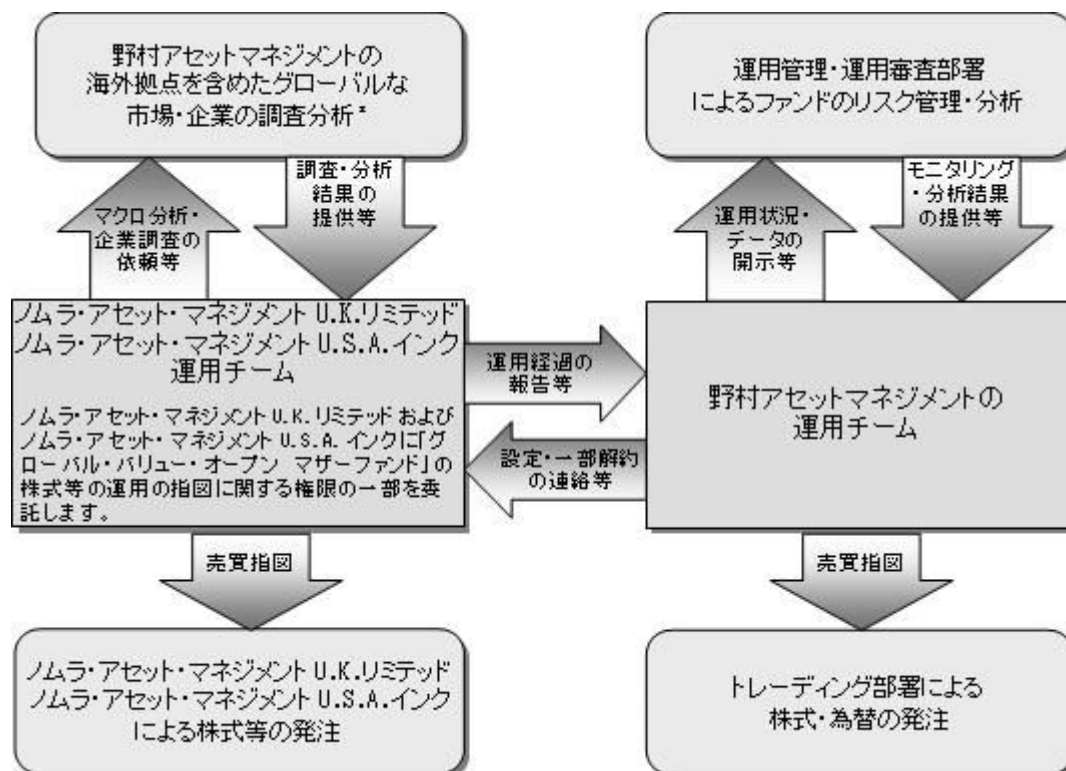 野村アセットマネジメントの
海外拠点を含めたグローバルな
市場・企業の調査分析*
運用管理・運用審査部署
によるファンドのリスク管理・分析
マクロ分析・
企業調査の
依頼等
調査・分析
結果の
提供等
運用状況・
データの
開示等
モニタリング
・分析結果
の提供等
ノムラ・アセット・マネジメント U.K.リミテッド
ノムラ・アセット・マネジメント U.S.A.インク
運用チーム
ノムラ・アセット・マネジメント U.K.リミテッド および
ノムラ・アセット・マネジメント U.S.A.インクに「グ
ローバル・バリュー・オープン マザーファンド」の
株式等の運用の指図に関する権限の一部を委
託します。
運用経過の
報告等
設定・一部解約
の連絡等
野村アセットマネジメントの
運用チーム
売買指図
売買指図
ノムラ・アセット・マネジメント U.K.リミテッド
ノムラ・アセット・マネジメント U.S.A.インク
による株式等の発注
トレーディング部署による
株式・為替の発注